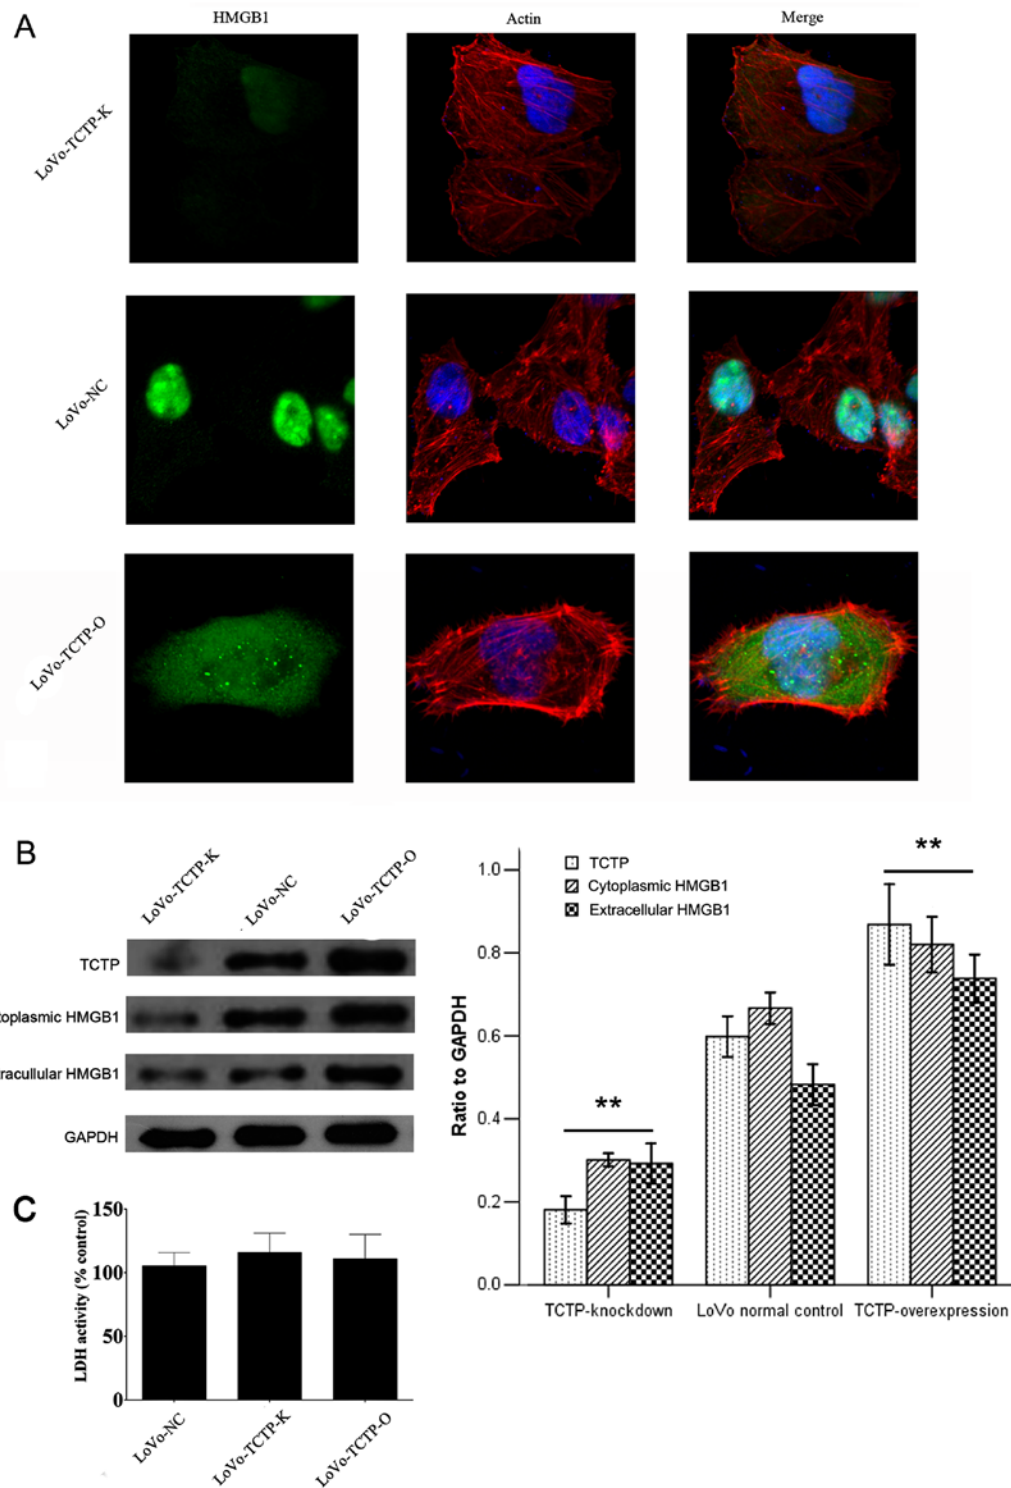 A
HMGB1 Actin Merge
LoVo-TCTP-K
LoVo-NC
LoVo-TCTP-O
B
LoVo-TCTP-K LoVo-NC LoVo-TCTP-O
TCTP
toplasmic HMGB1
tracullular HMGB1
GAPDH
TCTP
Cytoplasmic HMGB1
Extracellular HMGB1
**
**
Ratio to GAPDH
1.0
0.8
0.6
0.4
0.2
0.0
TCTP-knockdown LoVo normal control TCTP-overexpression
C
LDH activity (% control)
150
100
50
0
LoVo-NC LoVo-TCTP-K LoVo-TCTP-O